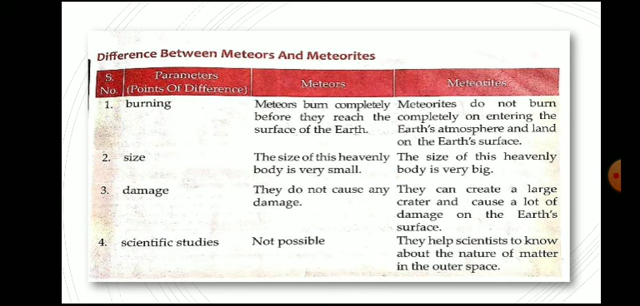 Difference Between Meteors And Meteorites
S. No. Parameters (Points Of Difference) Meteors Meteorites
1. burning Meteors burn completely before they reach the surface of the Earth. Meteorites do not burn completely on entering the Earth's atmosphere and land on the Earth's surface.
2. size The size of this heavenly body is very small. The size of this heavenly body is very big.
3. damage They do not cause any damage. They can create a large crater and cause a lot of damage on the Earth's surface.
4. scientific studies Not possible They help scientists to know about the nature of matter in the outer space.